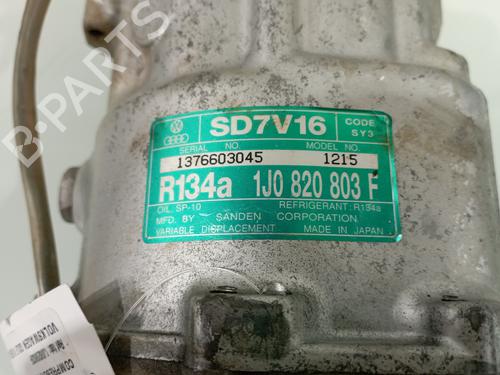 SD7V16
CODE
SY3
SERIAL NO. MODEL NO.
1376603045 1215
R134a 1J0 820 803 F
OIL: SP-10 REFRIGERANT:R134a
MFD. BY SANDEN CORPORATION
VARIABLE DISPLACEMENT MADE IN JAPAN
B-PARTS